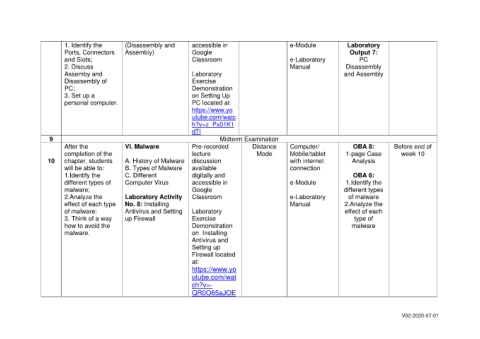 1. Identify the
Ports, Connectors
and Slots;
2. Discuss
Assemby and
Disassembly of
PC;
3. Set up a
personal computer.
(Disassembly and
Assembly)
accessible in
Google
Classroom
Laboratory
Exercise
Demonstration
on Setting Up
PC located at:
https://www.yo
utube.com/watc
h?v=z_Px01K1
dTI
e-Module
e-Laboratory
Manual
Laboratory
Output 7:
PC
Disassembly
and Assembly
9
Midterm Examination
10
After the
completion of the
chapter, students
will be able to:
1.Identify the
different types of
malware;
2.Analyze the
effect of each type
of malware;
3. Think of a way
how to avoid the
malware.
VI. Malware
A. History of Malware
B. Types of Malware
C. Different
Computer Virus
Laboratory Activity
No. 8: Installing
Antivirus and Setting
up Firewall
Pre-recorded
lecture
discussion
available
digitally and
accessible in
Google
Classroom
Laboratory
Exercise
Demonstration
on Installing
Antivirus and
Setting up
Firewall located
at:
https://www.yo
utube.com/wat
ch?v=-
QR0O65aJOE
Distance
Mode
Computer/
Mobile/tablet
with internet
connection
e-Module
e-Laboratory
Manual
OBA 8:
1-page Case
Analysis
OBA 6:
1.Identify the
different types
of malware
2.Analyze the
effect of each
type of
malware
Before end of
week 10
V02-2020-07-01